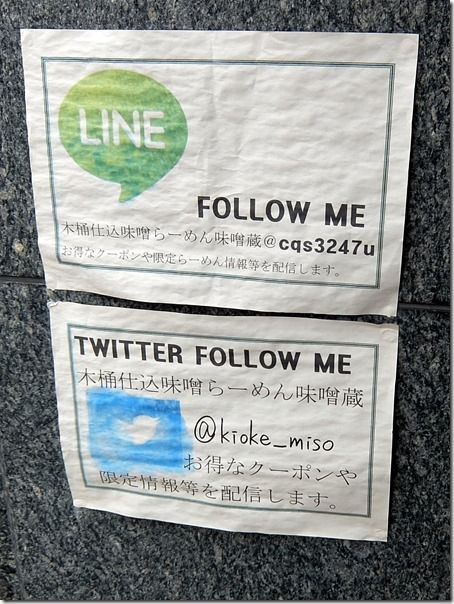 LINE
FOLLOW ME
木桶仕込味噌らーめん味噌蔵@cqs3247u
お得なクーポンや限定らーめん情報等を配信します。
TWITTER FOLLOW ME
木桶仕込味噌らーめん味噌蔵
@kioke_miso
お得なクーポンや
限定情報等を配信します。